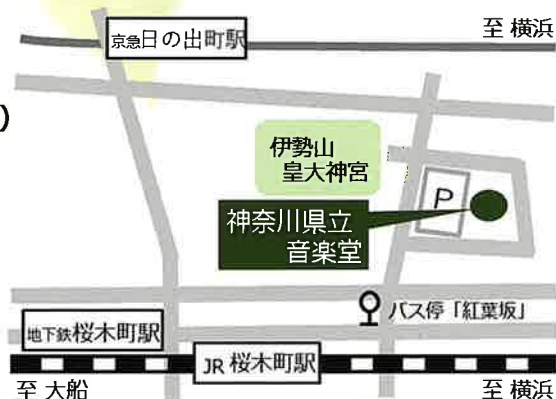 至 横浜
京急日の出町駅
)
伊勢山
皇大神宮
P
神奈川県立
音楽堂
バス停「紅葉坂」
地下鉄桜木町駅
JR 桜木町駅
至 大船
至 横浜